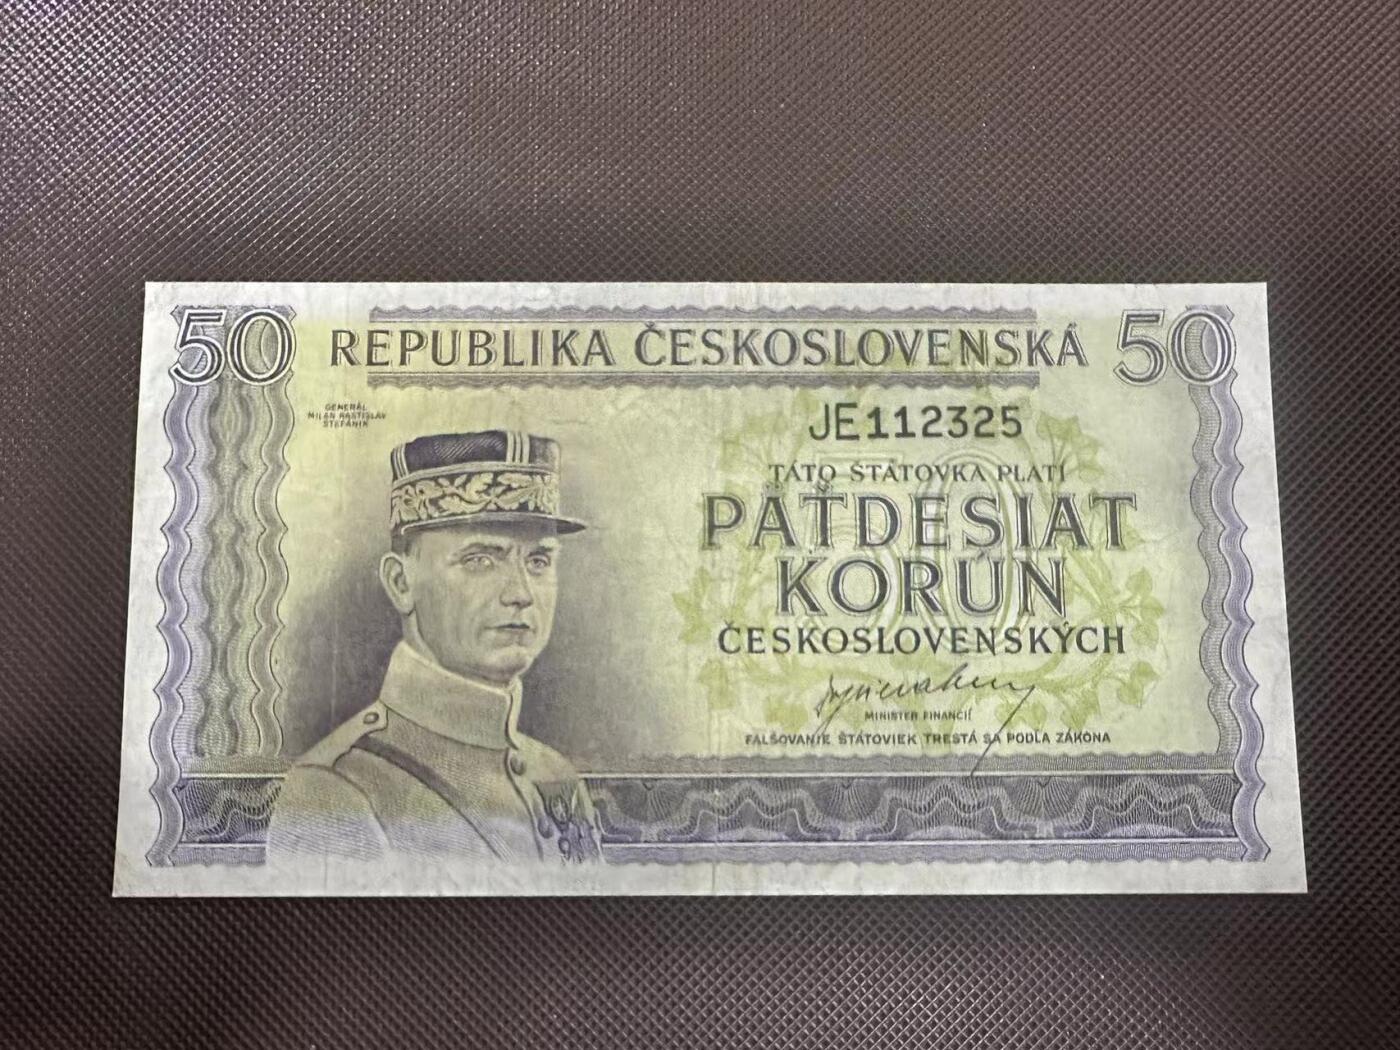 50 REPUBLIKA ČESKOSLOVENSKÁ 50
GENERÁL
MILAN RASTISLAV
ŠTEFÁNIK
JE112325
TÁTO ŠTÁTOVKA PLATÍ
PÄŤDESIAT
KORÚN
ČESKOSLOVENSKÝCH
MINISTER FINANCIÍ
FALŠOVANIE ŠTÁTOVIEK TRESTÁ SA PODĽA ZÁKONA